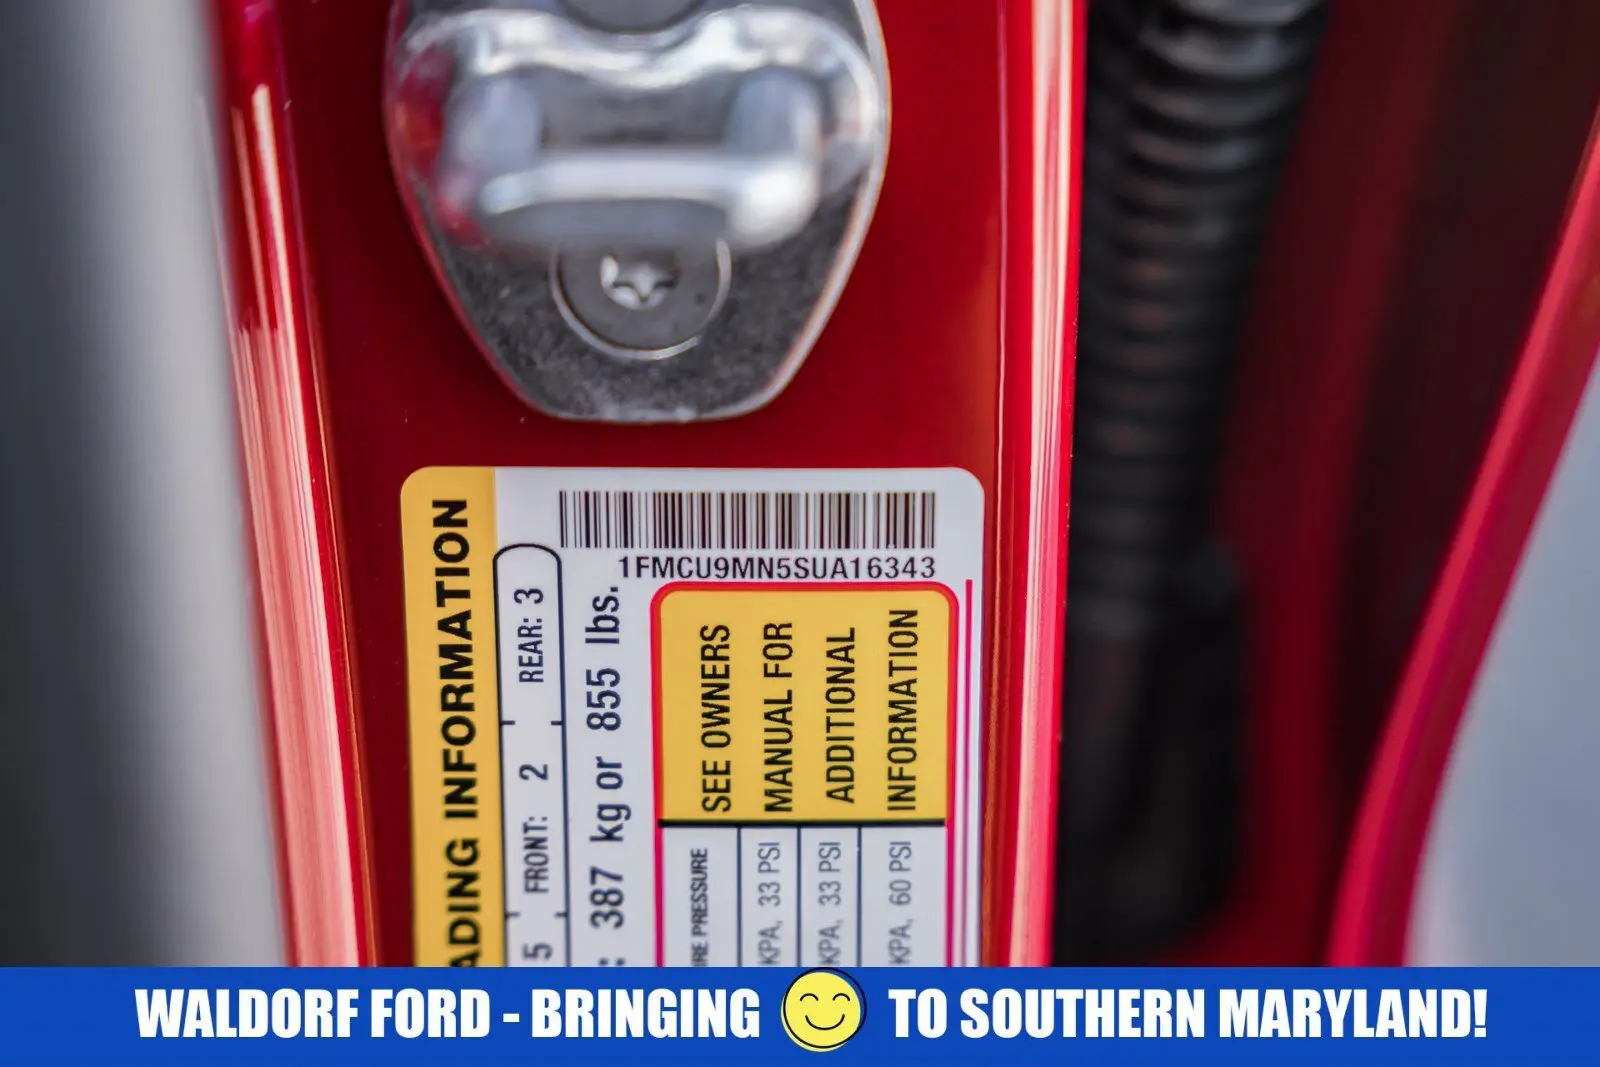 1FMCU9MN5SUA16343
ADING INFORMATION
5 FRONT: 2 REAR: 3
: 387 kg or 855 lbs.
SEE OWNERS
MANUAL FOR
ADDITIONAL
INFORMATION
IRE PRESSURE
KPA, 33 PSI
KPA, 33 PSI
KPA, 60 PSI
WALDORF FORD - BRINGING TO SOUTHERN MARYLAND!